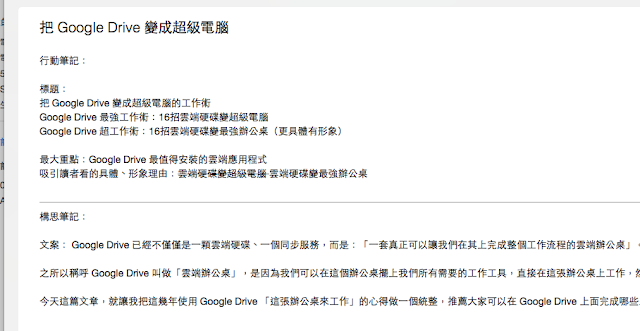 把 Google Drive 變成超級電腦
行動筆記：
標題：
把 Google Drive 變成超級電腦的工作術
Google Drive 最強工作術：16招雲端硬碟變超級電腦
Google Drive 超工作術：16招雲端硬碟變最強辦公桌（更具體有形象）
最大重點：Google Drive 最值得安裝的雲端應用程式
吸引讀者看的具體、形象理由：雲端硬碟變超級電腦 雲端硬碟變最強辦公桌
構思筆記：
文案： Google Drive 已經不僅僅是一顆雲端硬碟、一個同步服務，而是：「一套真正可以讓我們在其上完成整個工作流程的雲端辦公桌」。
之所以稱呼 Google Drive 叫做「雲端辦公桌」，是因為我們可以在這個辦公桌擺上我們所有需要的工作工具，直接在這張辦公桌上工作，
今天這篇文章，就讓我把這幾年使用 Google Drive 「這張辦公桌來工作」的心得做一個統整，推薦大家可以在 Google Drive 上面完成哪些